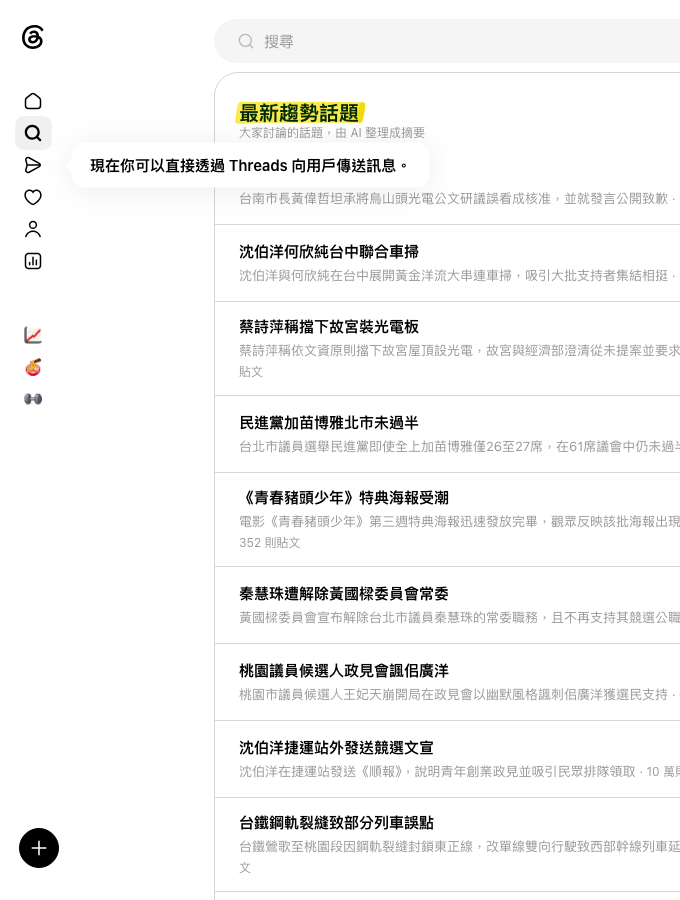 搜尋
最新趨勢話題
大家討論的話題，由 AI 整理成摘要
現在你可以直接透過 Threads 向用戶傳送訊息。
台南市長黃偉哲坦承將烏山頭光電公文研議誤看成核准，並就發言公開致歉 ·
沈伯洋何欣純台中聯合車掃
沈伯洋與何欣純在台中展開黃金洋流大串連車掃，吸引大批支持者集結相挺 ·
蔡詩萍稱擋下故宮裝光電板
蔡詩萍稱依文資原則擋下故宮屋頂設光電，故宮與經濟部澄清從未提案並要求
貼文
民進黨加苗博雅北市未過半
台北市議員選舉民進黨即使全上加苗博雅僅26至27席，在61席議會中仍未過半
《青春豬頭少年》特典海報受潮
電影《青春豬頭少年》第三週特典海報迅速發放完畢，觀眾反映該批海報出現
352 則貼文
秦慧珠遭解除黃國樑委員會常委
黃國樑委員會宣布解除台北市議員秦慧珠的常委職務，且不再支持其競選公職
桃園議員候選人政見會諷侶廣洋
桃園市議員候選人王妃天崩開局在政見會以幽默風格諷刺侶廣洋獲選民支持 ·
沈伯洋捷運站外發送競選文宣
沈伯洋在捷運站發送《順報》，說明青年創業政見並吸引民眾排隊領取 · 10 萬則
台鐵鋼軌裂縫致部分列車誤點
台鐵鶯歌至桃園段因鋼軌裂縫封鎖東正線，改單線雙向行駛致西部幹線列車延
文